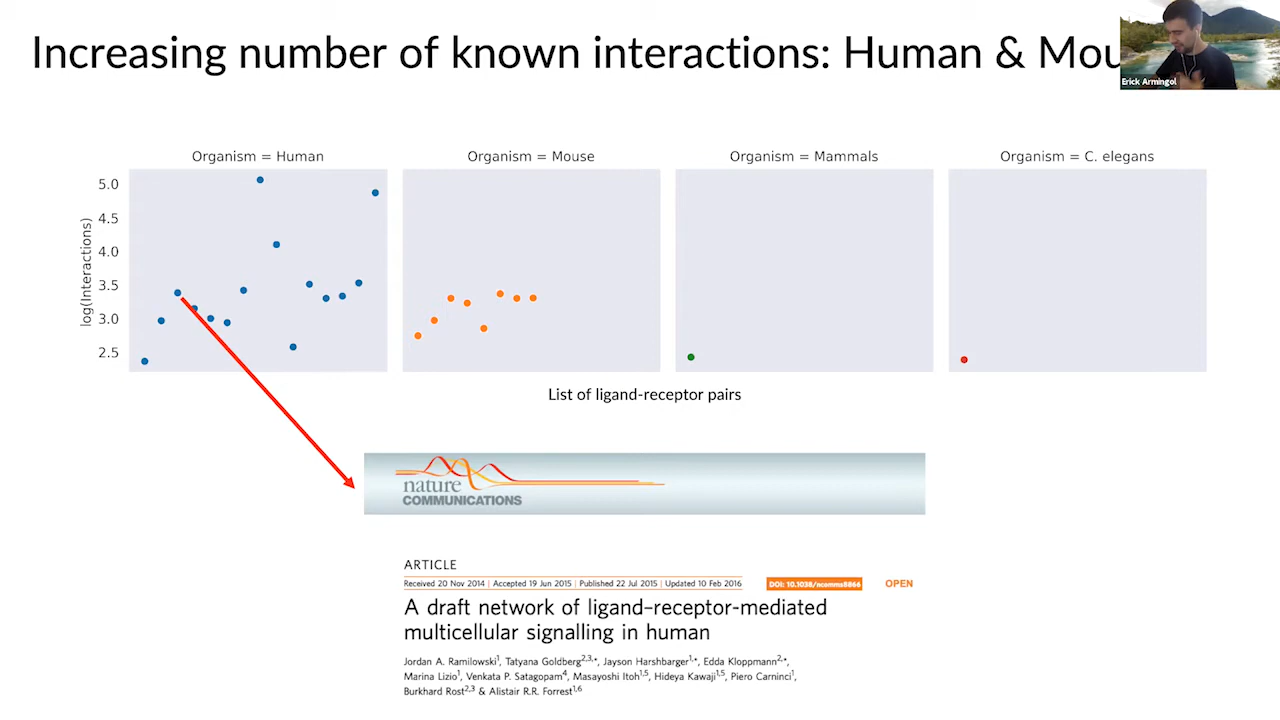 Increasing number of known interactions: Human & Mou
Erick Armingol
Organism = Human
Organism = Mouse
Organism = Mammals
Organism = C. elegans
log(Interactions)
5.0
4.5
4.0
3.5
3.0
2.5
List of ligand-receptor pairs
nature
COMMUNICATIONS
ARTICLE
Received 20 Nov 2014 | Accepted 19 Jun 2015 | Published 22 Jul 2015 | Updated 10 Feb 2016
DOI: 10.1038/ncomms8866
OPEN
A draft network of ligand–receptor-mediated
multicellular signalling in human
Jordan A. Ramilowski1, Tatyana Goldberg2,3,*, Jayson Harshbarger1,*, Edda Kloppmann2,*,
Marina Lizio1, Venkata P. Satagopam4, Masayoshi Itoh1,5, Hideya Kawaji1,5, Piero Carninci1,
Burkhard Rost2,3 & Alistair R.R. Forrest1,6